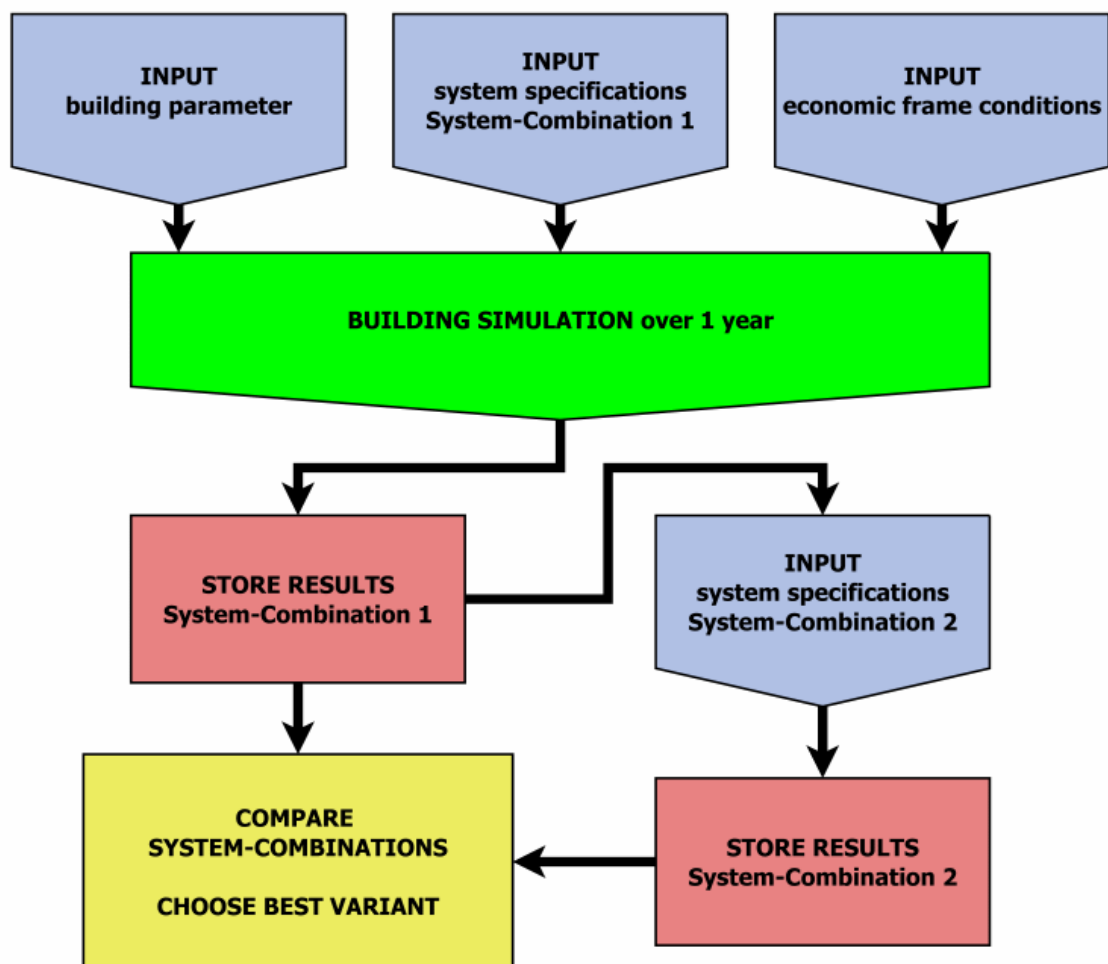 INPUT
building parameter
INPUT
system specifications
System-Combination 1
INPUT
economic frame conditions
BUILDING SIMULATION over 1 year
STORE RESULTS
System-Combination 1
INPUT
system specifications
System-Combination 2
COMPARE
SYSTEM-COMBINATIONS
CHOOSE BEST VARIANT
STORE RESULTS
System-Combination 2